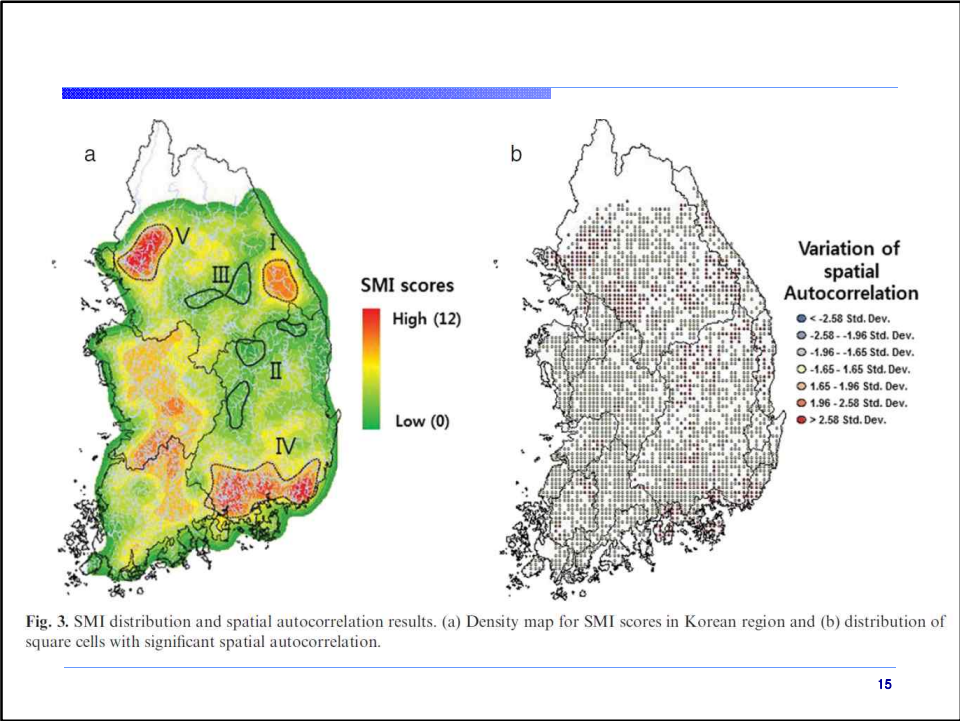 a
b
V
I
III
II
IV
SMI scores
High (12)
Low (0)
Variation of
spatial
Autocorrelation
< -2.58 Std. Dev.
-2.58 - -1.96 Std. Dev.
-1.96 - -1.65 Std. Dev.
-1.65 - 1.65 Std. Dev.
1.65 - 1.96 Std. Dev.
1.96 - 2.58 Std. Dev.
> 2.58 Std. Dev.
Fig. 3. SMI distribution and spatial autocorrelation results. (a) Density map for SMI scores in Korean region and (b) distribution of
square cells with significant spatial autocorrelation.
15